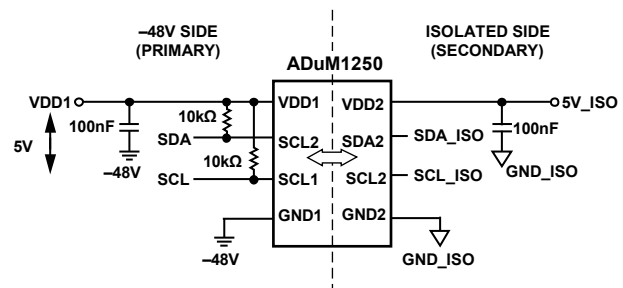 –48V SIDE
(PRIMARY)
ISOLATED SIDE
(SECONDARY)
ADuM1250
VDD1
5V
100nF
–48V
10kΩ
10kΩ
SDA
SCL
–48V
VDD1
SCL2
SCL1
GND1
VDD2
SDA2
SCL2
GND2
5V_ISO
100nF
SDA_ISO
SCL_ISO
GND_ISO
GND_ISO